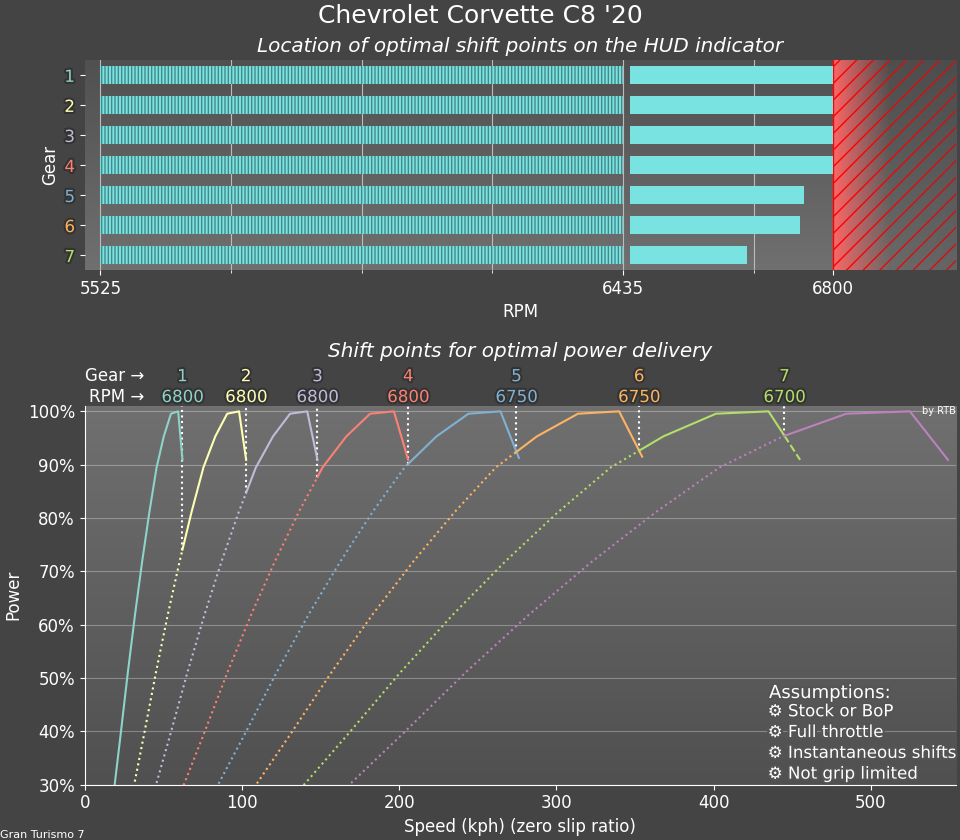 Chevrolet Corvette C8 '20
Location of optimal shift points on the HUD indicator
Gear
1
2
3
4
5
6
7
5525 6435 6800
RPM
Shift points for optimal power delivery
Gear → 1 2 3 4 5 6 7
RPM → 6800 6800 6800 6800 6750 6750 6700
by RTB
Power
100%
90%
80%
70%
60%
50%
40%
30%
Assumptions:
⚙ Stock or BoP
⚙ Full throttle
⚙ Instantaneous shifts
⚙ Not grip limited
0 100 200 300 400 500
Speed (kph) (zero slip ratio)
Gran Turismo 7